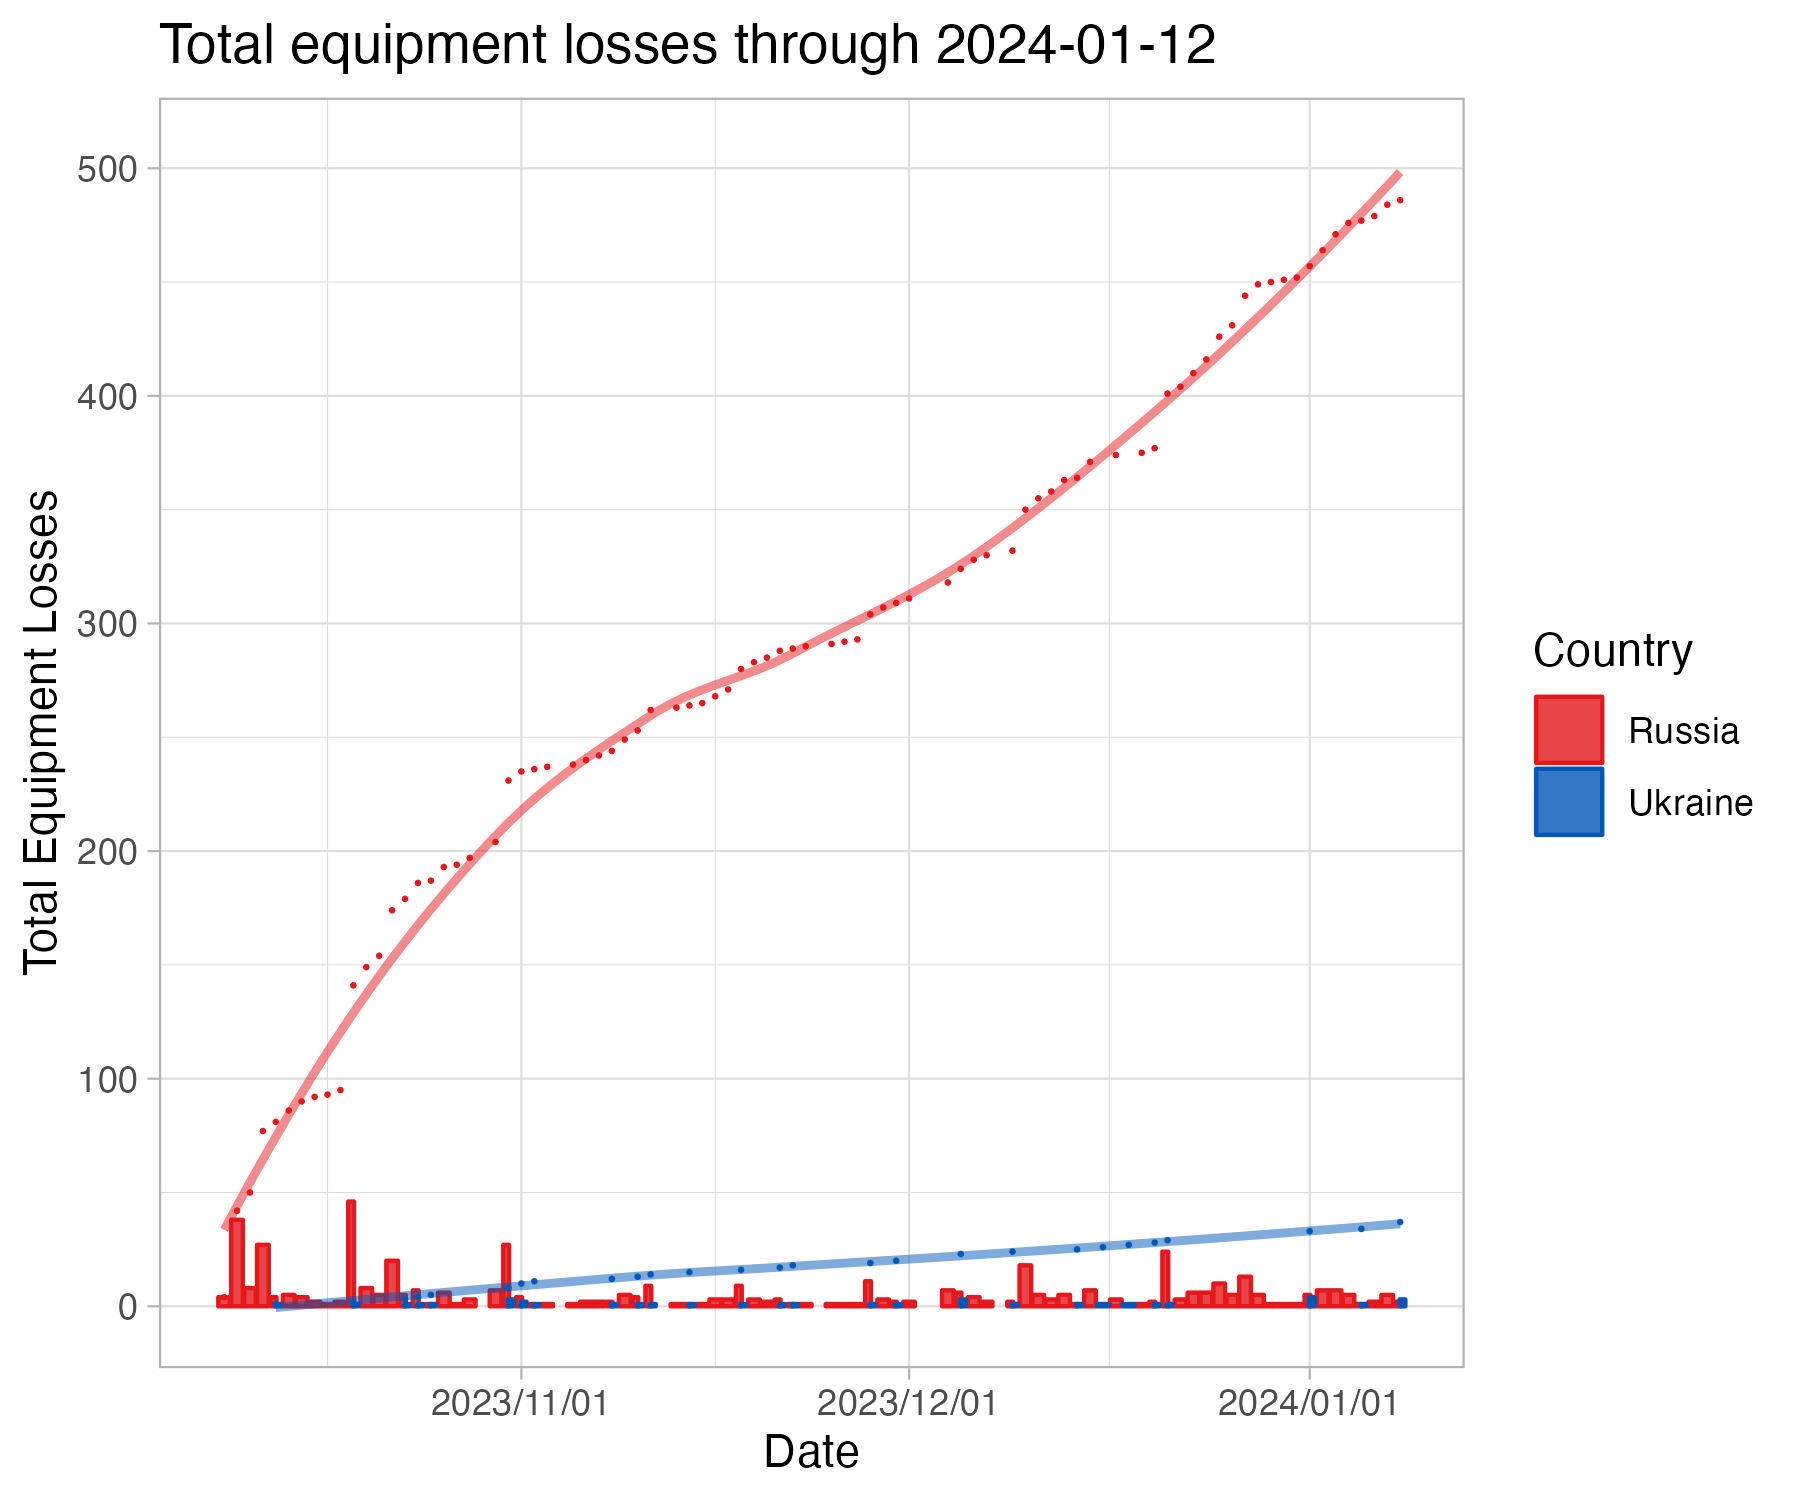 Total equipment losses through 2024-01-12
Total Equipment Losses
500
400
300
200
100
0
2023/11/01
2023/12/01
2024/01/01
Date
Country
Russia
Ukraine